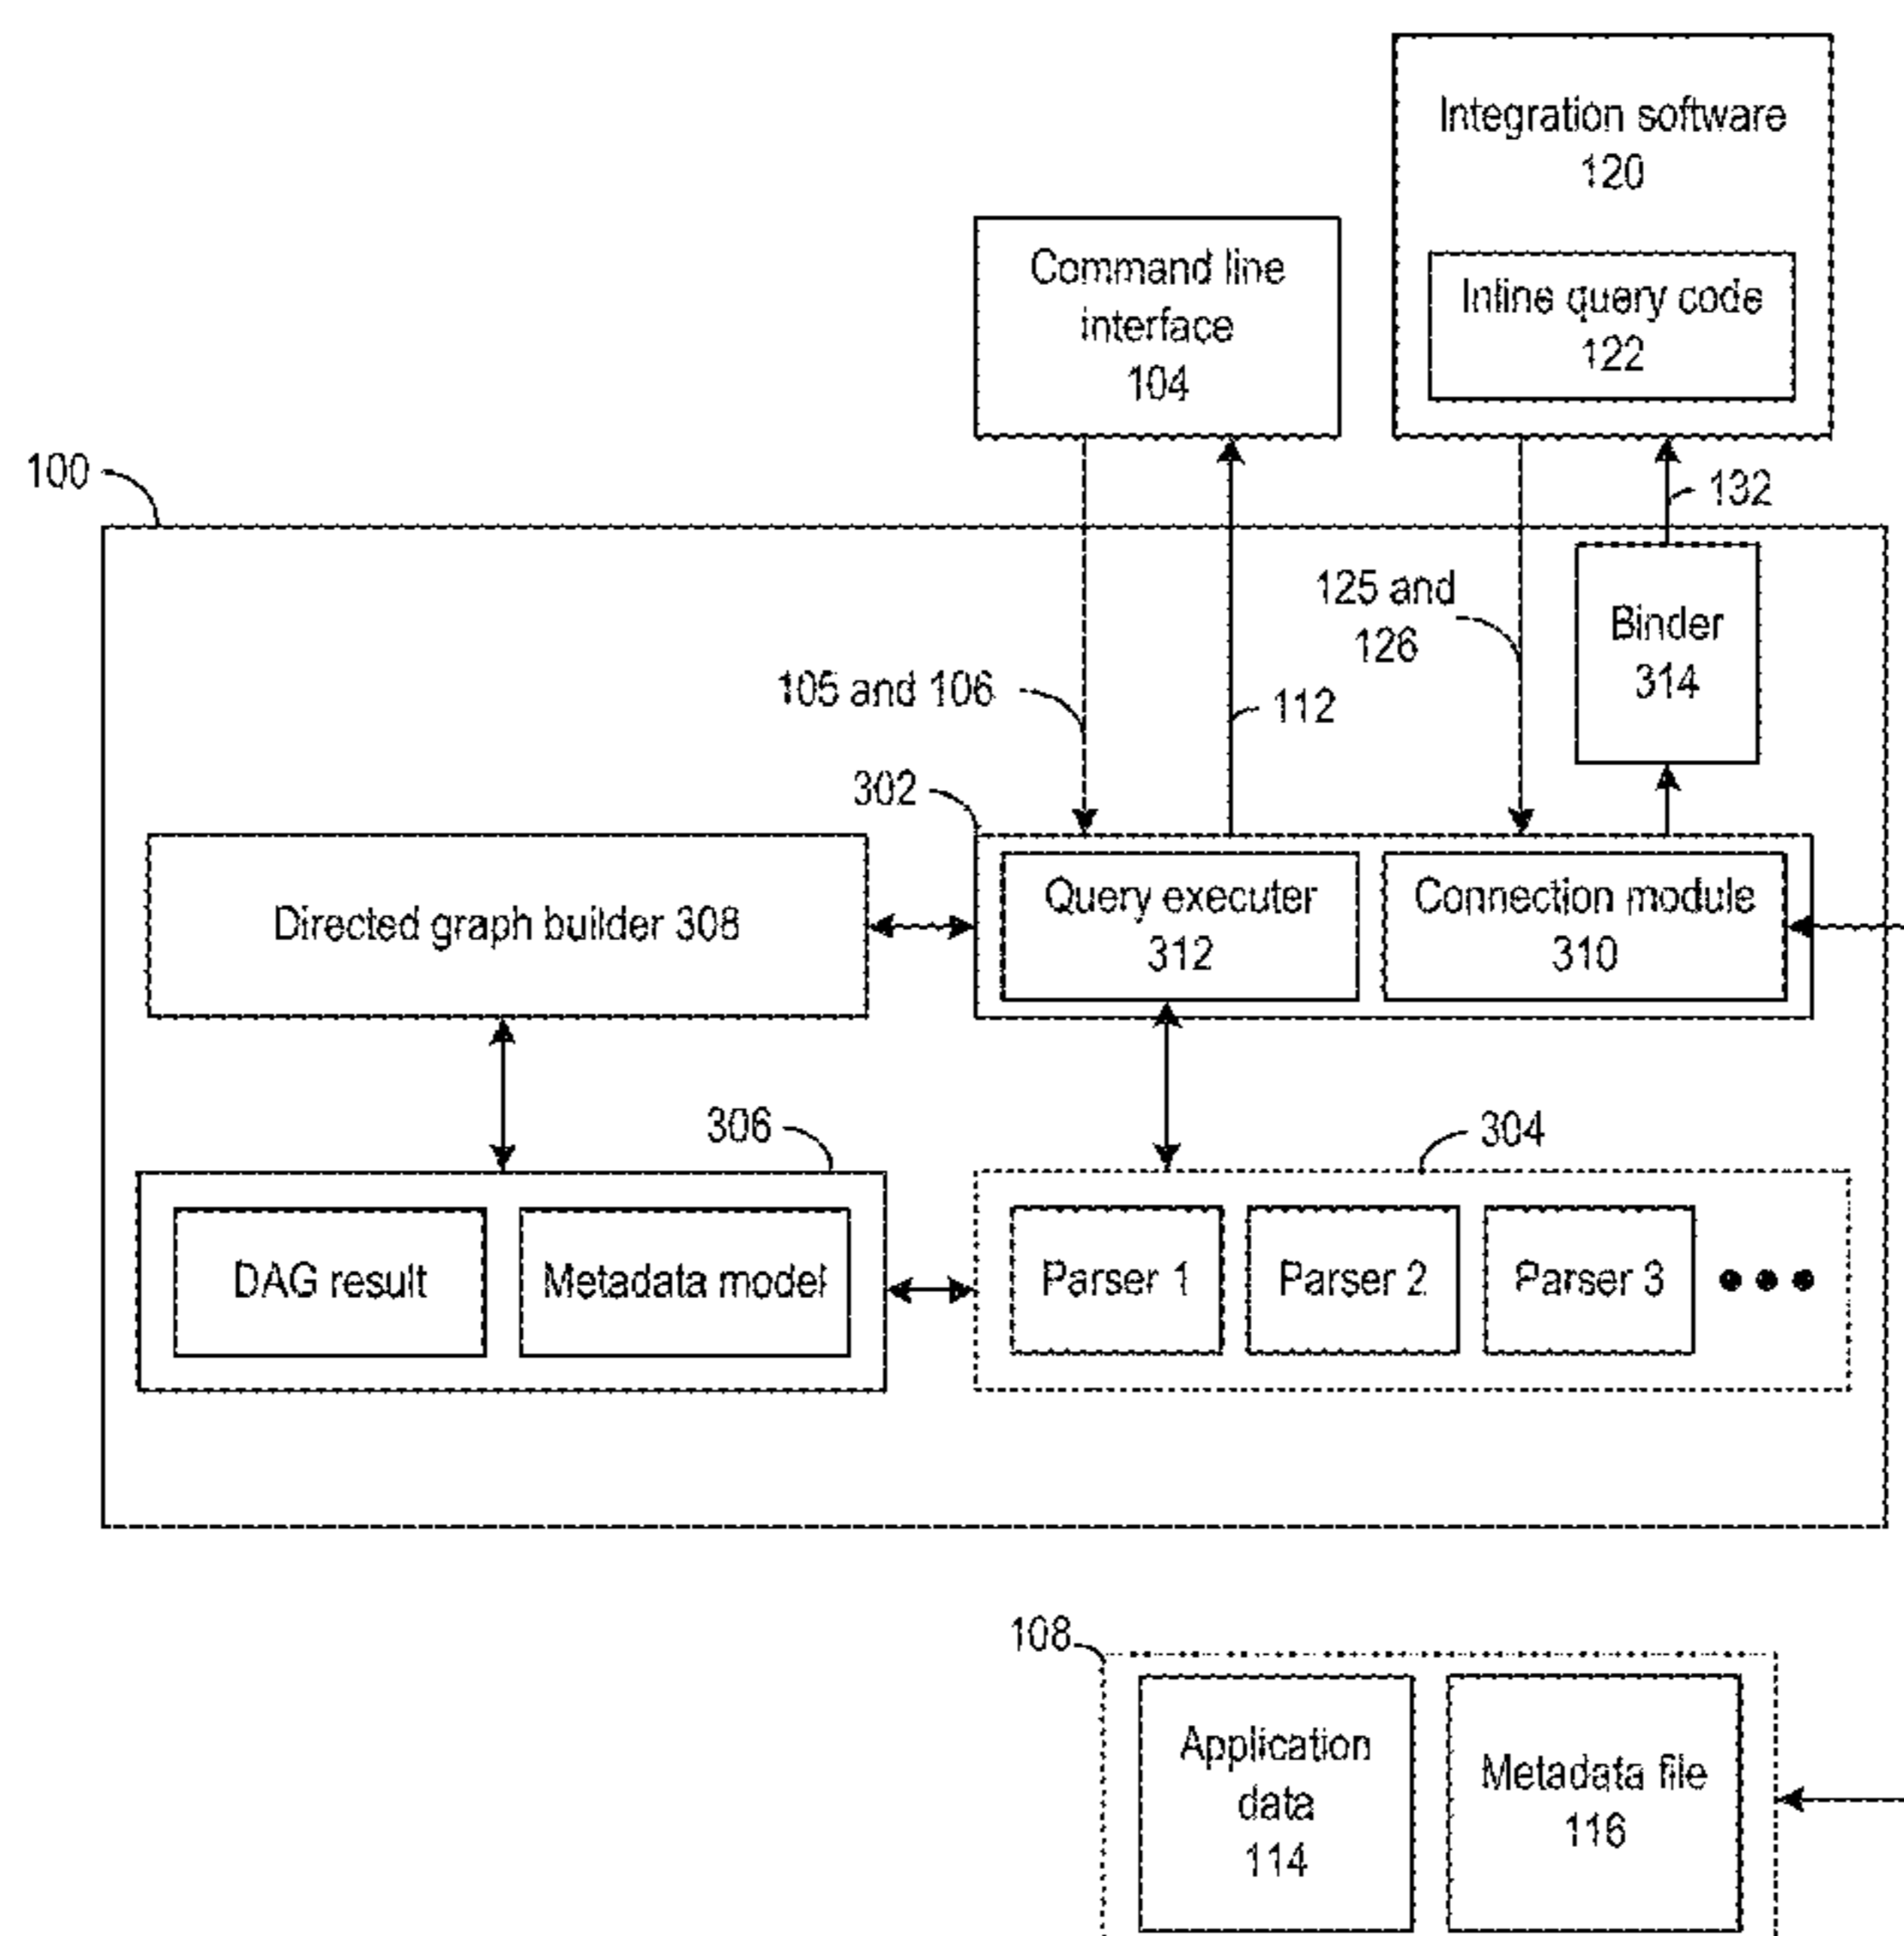 Integration software
120
Inline query code
122
Command line
interface
104
100
132
125 and
126
Binder
314
105 and 106
112
302
Directed graph builder 308
Query executer
312
Connection module
310
306
304
DAG result
Metadata model
Parser 1
Parser 2
Parser 3
108
Application
data
114
Metadata file
116